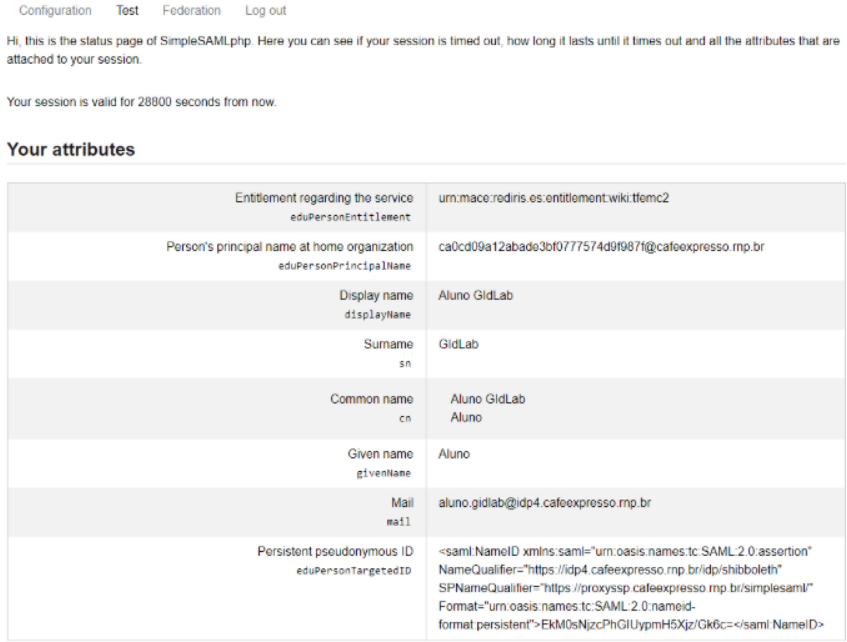 Configuration Test Federation Log out
Hi, this is the status page of SimpleSAMLphp. Here you can see if your session is timed out, how long it lasts until it times out and all the attributes that are
attached to your session.
Your session is valid for 28800 seconds from now.
Your attributes
Entitlement regarding the service urn:mace:rediris.es:entitlement:wiki:tfemc2
eduPersonEntitlement
Person's principal name at home organization ca0cd09a12abade3bf0777574d9f987f@cafeexpresso.rnp.br
eduPersonPrincipalName
Display name Aluno GIdLab
displayName
Surname GIdLab
sn
Common name Aluno GIdLab
cn Aluno
Given name Aluno
givenName
Mail aluno.gidlab@idp4.cafeexpresso.rnp.br
mail
Persistent pseudonymous ID <saml:NameID xmlns:saml="urn:oasis:names:tc:SAML:2.0:assertion"
eduPersonTargetedID NameQualifier="https://idp4.cafeexpresso.rnp.br/idp/shibboleth"
SPNameQualifier="https://proxyssp.cafeexpresso.rnp.br/simplesaml/"
Format="urn:oasis:names:tc:SAML:2.0:nameid-
format:persistent">EkM0sNjzcPhGIUypmH5Xjz/Gk6c=</saml:NameID>